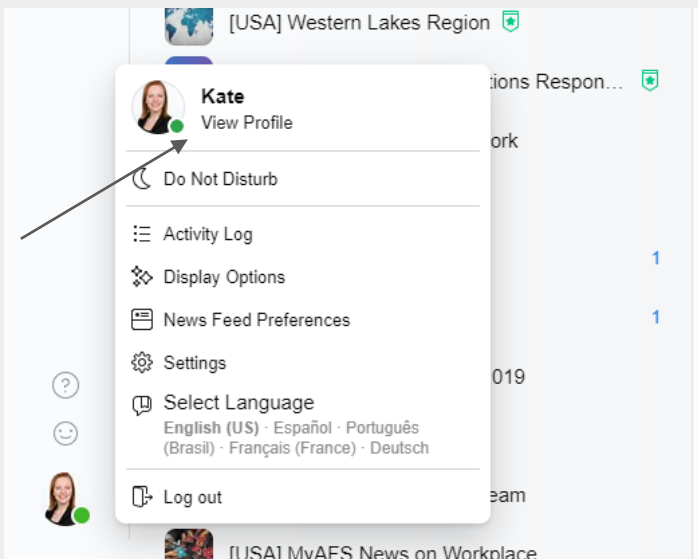 [USA] Western Lakes Region
tions Respon...
Kate
View Profile
ork
Do Not Disturb
Activity Log
1
Display Options
News Feed Preferences
1
Settings
019
?
Select Language
English (US) · Español · Português
(Brasil) · Français (France) · Deutsch
Log out
eam
[USA] MyAFS News on Workplace